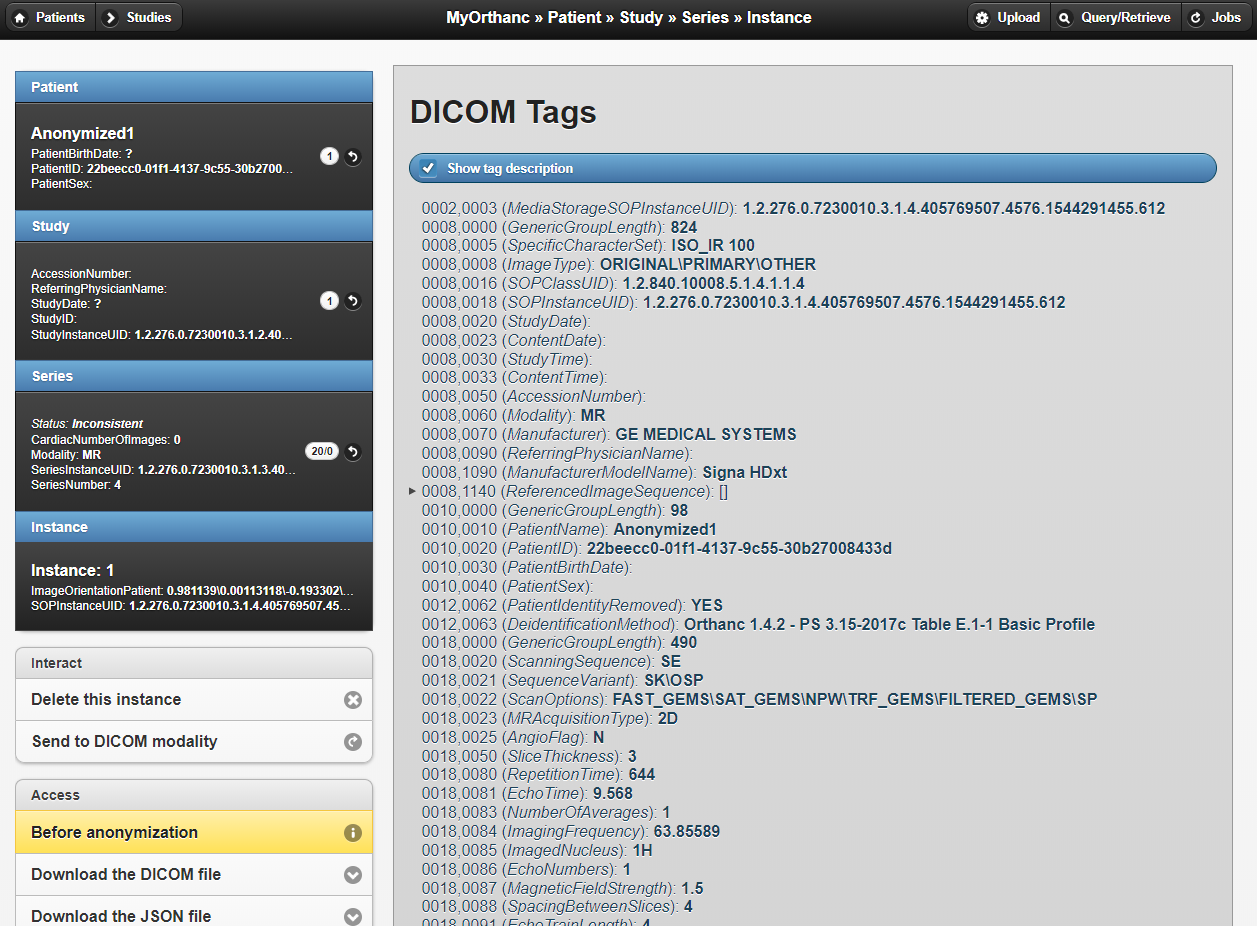 Patients
Studies
MyOrthanc » Patient » Study » Series » Instance
Upload
Query/Retrieve
Jobs
Patient
Anonymized1
PatientBirthDate: ?
PatientID: 22beecc0-01f1-4137-9c55-30b2700...
PatientSex:
1
Study
AccessionNumber:
ReferringPhysicianName:
StudyDate: ?
StudyID:
StudyInstanceUID: 1.2.276.0.7230010.3.1.2.40...
1
Series
Status: Inconsistent
CardiacNumberOfImages: 0
Modality: MR
SeriesInstanceUID: 1.2.276.0.7230010.3.1.3.40...
SeriesNumber: 4
20/0
Instance
Instance: 1
ImageOrientationPatient: 0.981139\0.00113118\-0.193302\...
SOPInstanceUID: 1.2.276.0.7230010.3.1.4.405769507.45...
Interact
Delete this instance
Send to DICOM modality
Access
Before anonymization
Download the DICOM file
Download the JSON file
DICOM Tags
Show tag description
0002,0003 (MediaStorageSOPInstanceUID): 1.2.276.0.7230010.3.1.4.405769507.4576.1544291455.612
0008,0000 (GenericGroupLength): 824
0008,0005 (SpecificCharacterSet): ISO_IR 100
0008,0008 (ImageType): ORIGINAL\PRIMARY\OTHER
0008,0016 (SOPClassUID): 1.2.840.10008.5.1.4.1.1.4
0008,0018 (SOPInstanceUID): 1.2.276.0.7230010.3.1.4.405769507.4576.1544291455.612
0008,0020 (StudyDate):
0008,0023 (ContentDate):
0008,0030 (StudyTime):
0008,0033 (ContentTime):
0008,0050 (AccessionNumber):
0008,0060 (Modality): MR
0008,0070 (Manufacturer): GE MEDICAL SYSTEMS
0008,0090 (ReferringPhysicianName):
0008,1090 (ManufacturerModelName): Signa HDxt
0008,1140 (ReferencedImageSequence): []
0010,0000 (GenericGroupLength): 98
0010,0010 (PatientName): Anonymized1
0010,0020 (PatientID): 22beecc0-01f1-4137-9c55-30b27008433d
0010,0030 (PatientBirthDate):
0010,0040 (PatientSex):
0012,0062 (PatientIdentityRemoved): YES
0012,0063 (DeidentificationMethod): Orthanc 1.4.2 - PS 3.15-2017c Table E.1-1 Basic Profile
0018,0000 (GenericGroupLength): 490
0018,0020 (ScanningSequence): SE
0018,0021 (SequenceVariant): SK\OSP
0018,0022 (ScanOptions): FAST_GEMS\SAT_GEMS\NPW\TRF_GEMS\FILTERED_GEMS\SP
0018,0023 (MRAcquisitionType): 2D
0018,0025 (AngioFlag): N
0018,0050 (SliceThickness): 3
0018,0080 (RepetitionTime): 644
0018,0081 (EchoTime): 9.568
0018,0083 (NumberOfAverages): 1
0018,0084 (ImagingFrequency): 63.85589
0018,0085 (ImagedNucleus): 1H
0018,0086 (EchoNumbers): 1
0018,0087 (MagneticFieldStrength): 1.5
0018,0088 (SpacingBetweenSlices): 4
0018,0091 (EchoTrainLength): 4